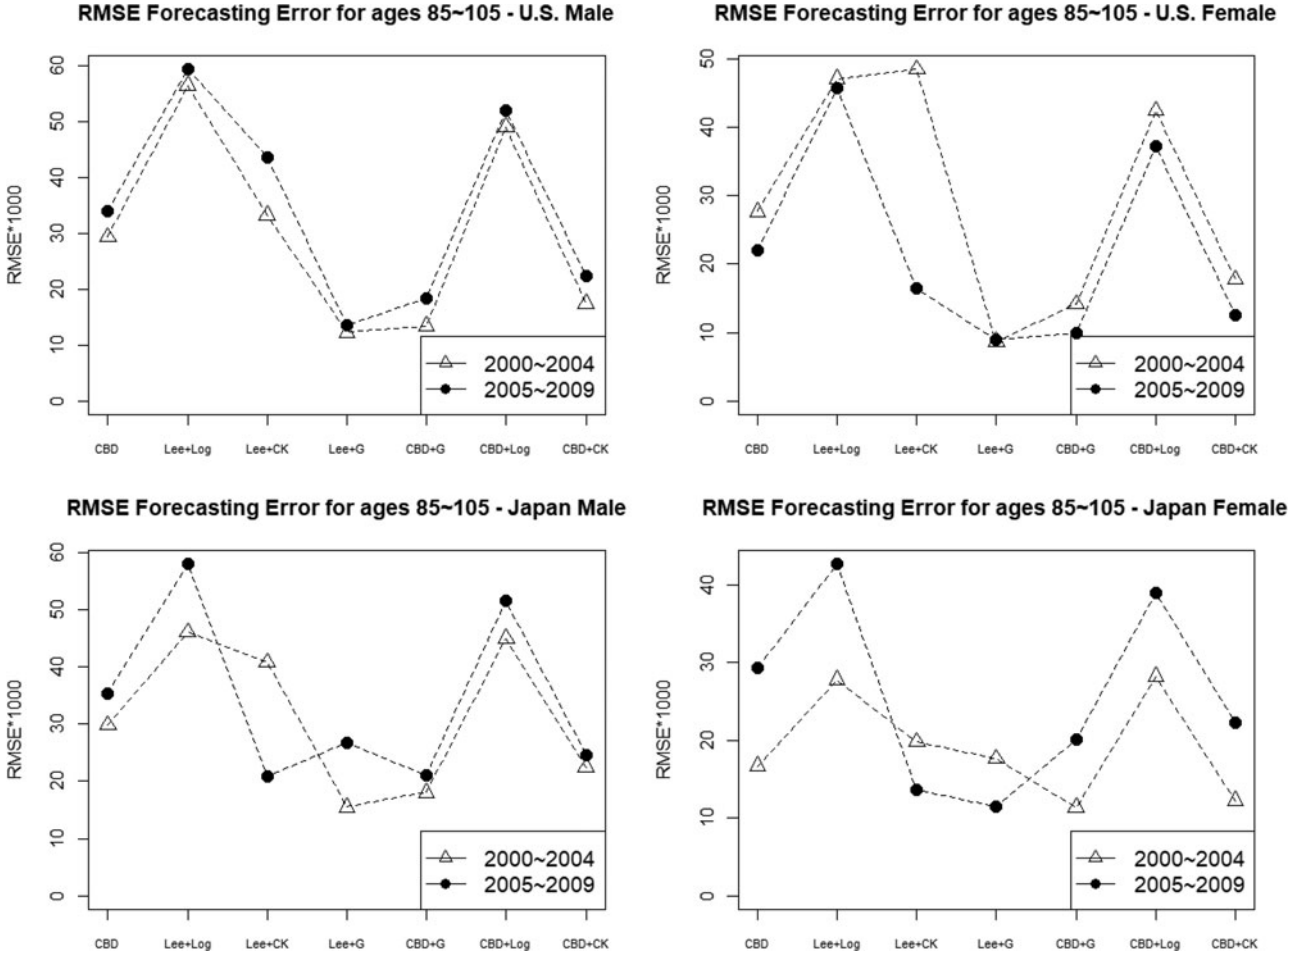 RMSE Forecasting Error for ages 85~105 - U.S. Male
RMSE*1000
60
50
40
30
20
10
0
2000~2004
2005~2009
CBD Lee+Log Lee+CK Lee+G CBD+G CBD+Log CBD+CK
RMSE Forecasting Error for ages 85~105 - U.S. Female
RMSE*1000
50
40
30
20
10
0
2000~2004
2005~2009
CBD Lee+Log Lee+CK Lee+G CBD+G CBD+Log CBD+CK
RMSE Forecasting Error for ages 85~105 - Japan Male
RMSE*1000
60
50
40
30
20
10
0
2000~2004
2005~2009
CBD Lee+Log Lee+CK Lee+G CBD+G CBD+Log CBD+CK
RMSE Forecasting Error for ages 85~105 - Japan Female
RMSE*1000
40
30
20
10
0
2000~2004
2005~2009
CBD Lee+Log Lee+CK Lee+G CBD+G CBD+Log CBD+CK